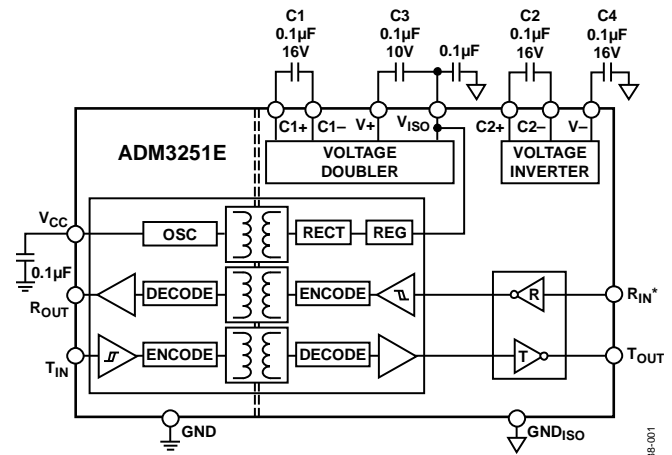 C1 C3 C2 C4
0.1µF 0.1µF 0.1µF 0.1µF
16V 10V 0.1µF 16V 16V
C1+ C1– V+ VISO C2+ C2– V–
ADM3251E
VOLTAGE
DOUBLER
VOLTAGE
INVERTER
VCC
OSC RECT REG
0.1µF
DECODE ENCODE R RIN*
ROUT
ENCODE DECODE T TOUT
TIN
GND GNDISO